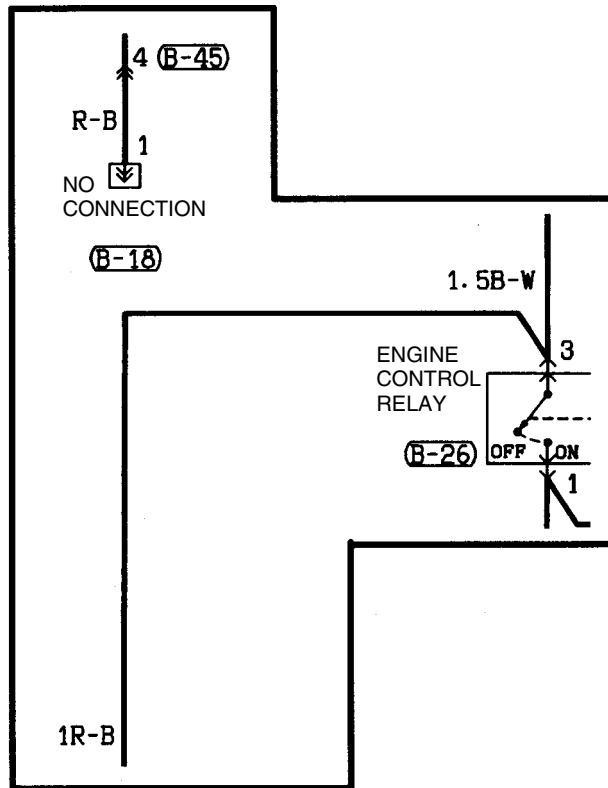 4 (B-45)
R-B
1
NO
CONNECTION
(B-18)
1.5B-W
3
ENGINE
CONTROL
RELAY
(B-26)
OFF ON
1
1R-B